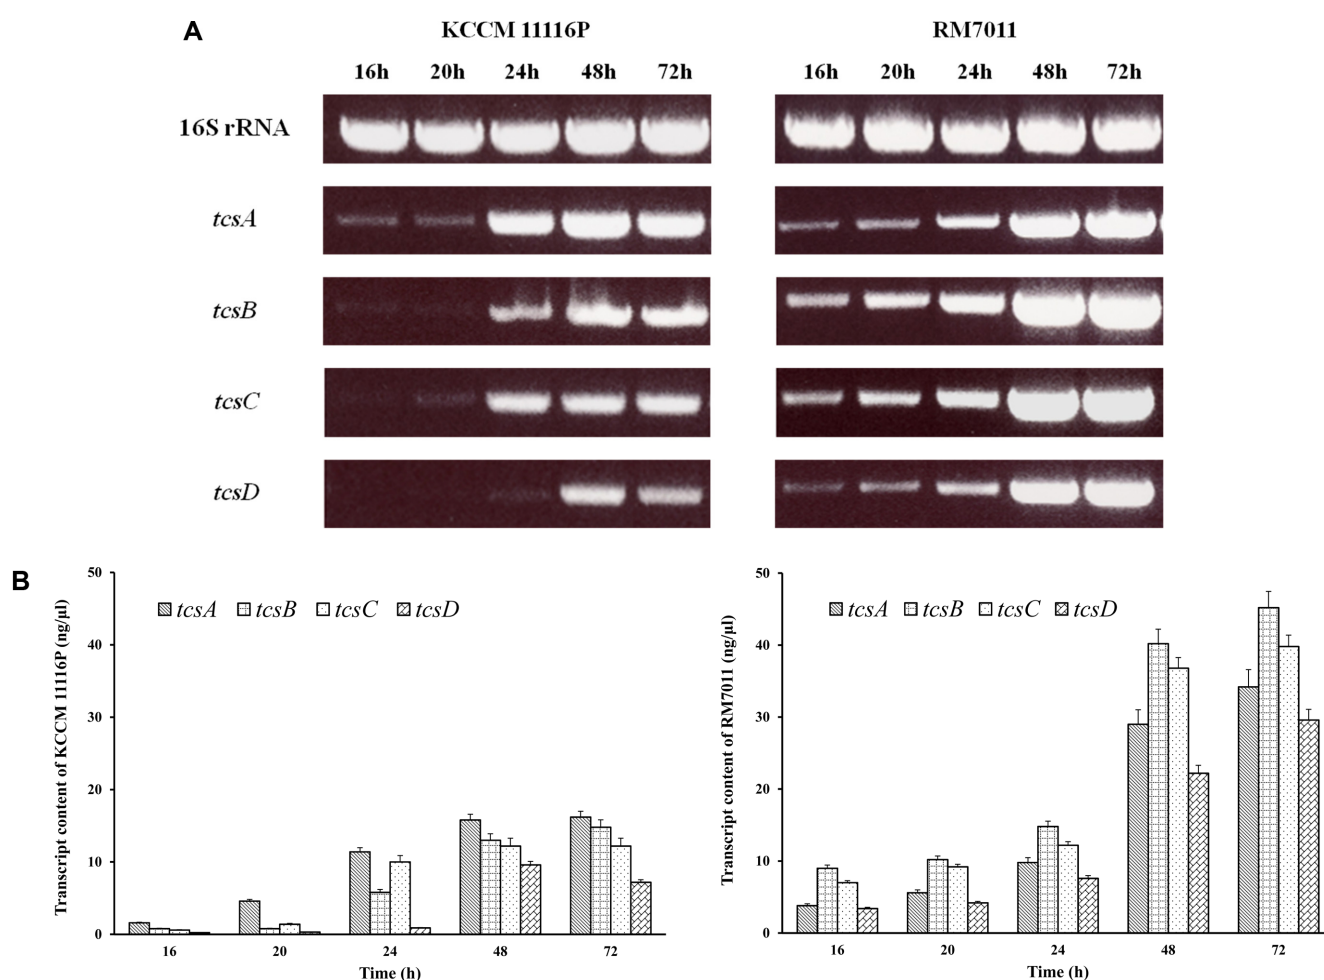 A
KCCM 11116P
RM7011
16h 20h 24h 48h 72h
16h 20h 24h 48h 72h
16S rRNA
tcsA
tcsB
tcsC
tcsD
B
Transcript content of KCCM 11116P (ng/µl)
50
40
30
20
10
0
tcsA tcsB tcsC tcsD
16 20 24 48 72
Time (h)
Transcript content of RM7011 (ng/µl)
50
40
30
20
10
0
tcsA tcsB tcsC tcsD
16 20 24 48 72
Time (h)